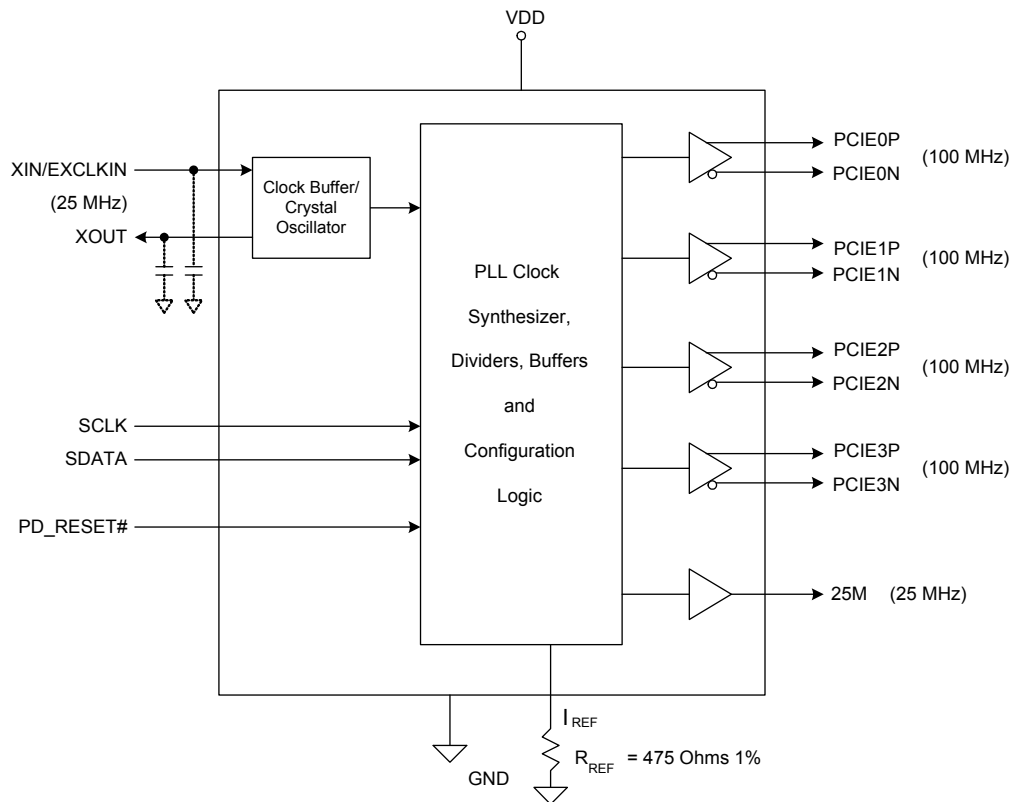 VDD
XIN/EXCLKIN
(25 MHz)
XOUT
Clock Buffer/
Crystal
Oscillator
SCLK
SDATA
PD_RESET#
PLL Clock
Synthesizer,
Dividers, Buffers
and
Configuration
Logic
PCIE0P
(100 MHz)
PCIE0N
PCIE1P
(100 MHz)
PCIE1N
PCIE2P
(100 MHz)
PCIE2N
PCIE3P
(100 MHz)
PCIE3N
25M (25 MHz)
IREF
RREF = 475 Ohms 1%
GND